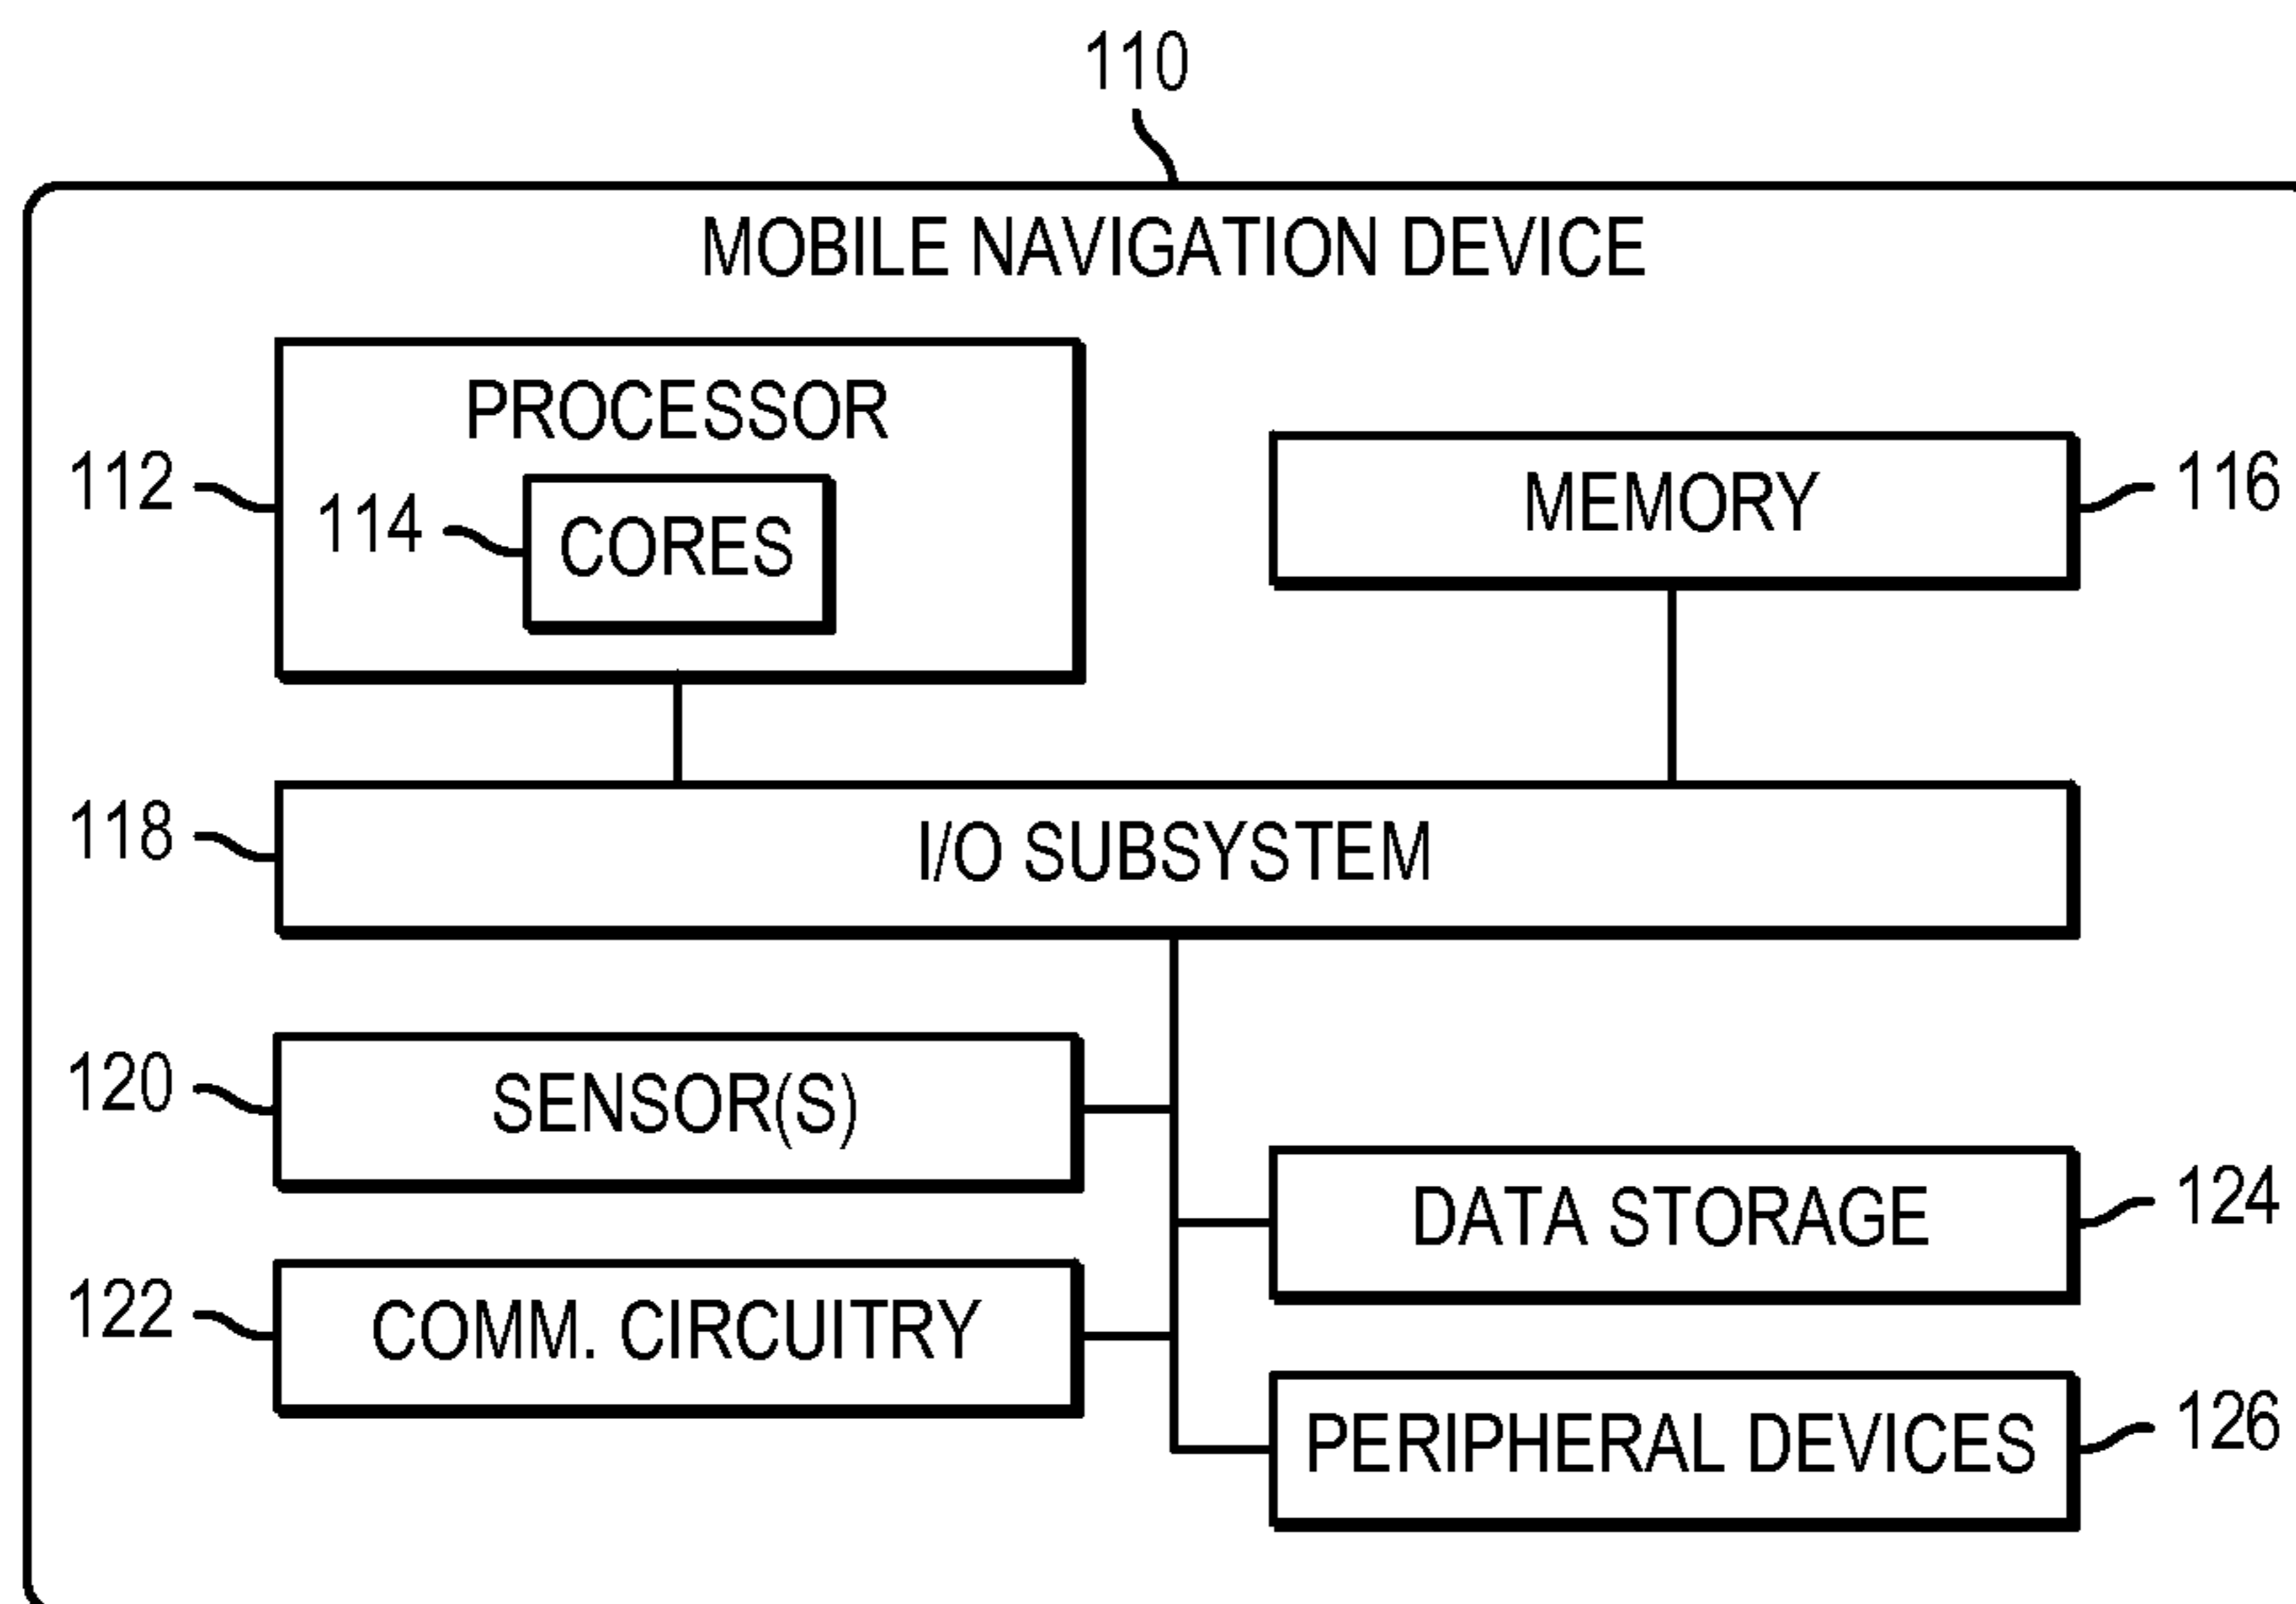 110
MOBILE NAVIGATION DEVICE
PROCESSOR
112
114
CORES
MEMORY
116
118
I/O SUBSYSTEM
120
SENSOR(S)
DATA STORAGE
124
122
COMM. CIRCUITRY
PERIPHERAL DEVICES
126